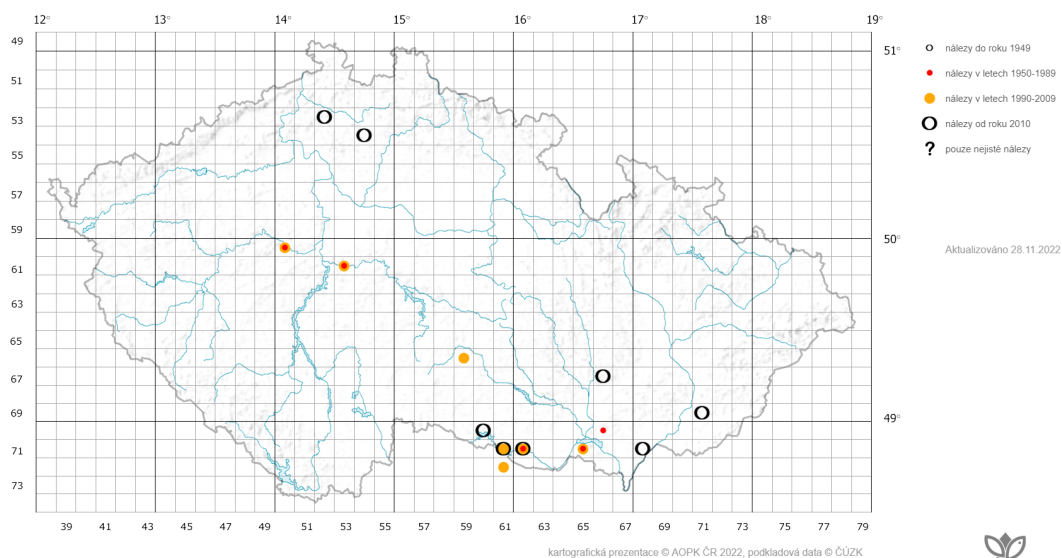 12° 13° 14° 15° 16° 17° 18° 19°
49
51°
51
53
55
57
59
50°
61
63
65
67
69
49°
71
73
39 41 43 45 47 49 51 53 55 57 59 61 63 65 67 69 71 73 75 77 79
nálezy do roku 1949
nálezy v letech 1950-1989
nálezy v letech 1990-2009
nálezy od roku 2010
? pouze nejisté nálezy
Aktualizováno 28.11.2022
kartografická prezentace © AOPK ČR 2022, podkladová data © ČÚZK